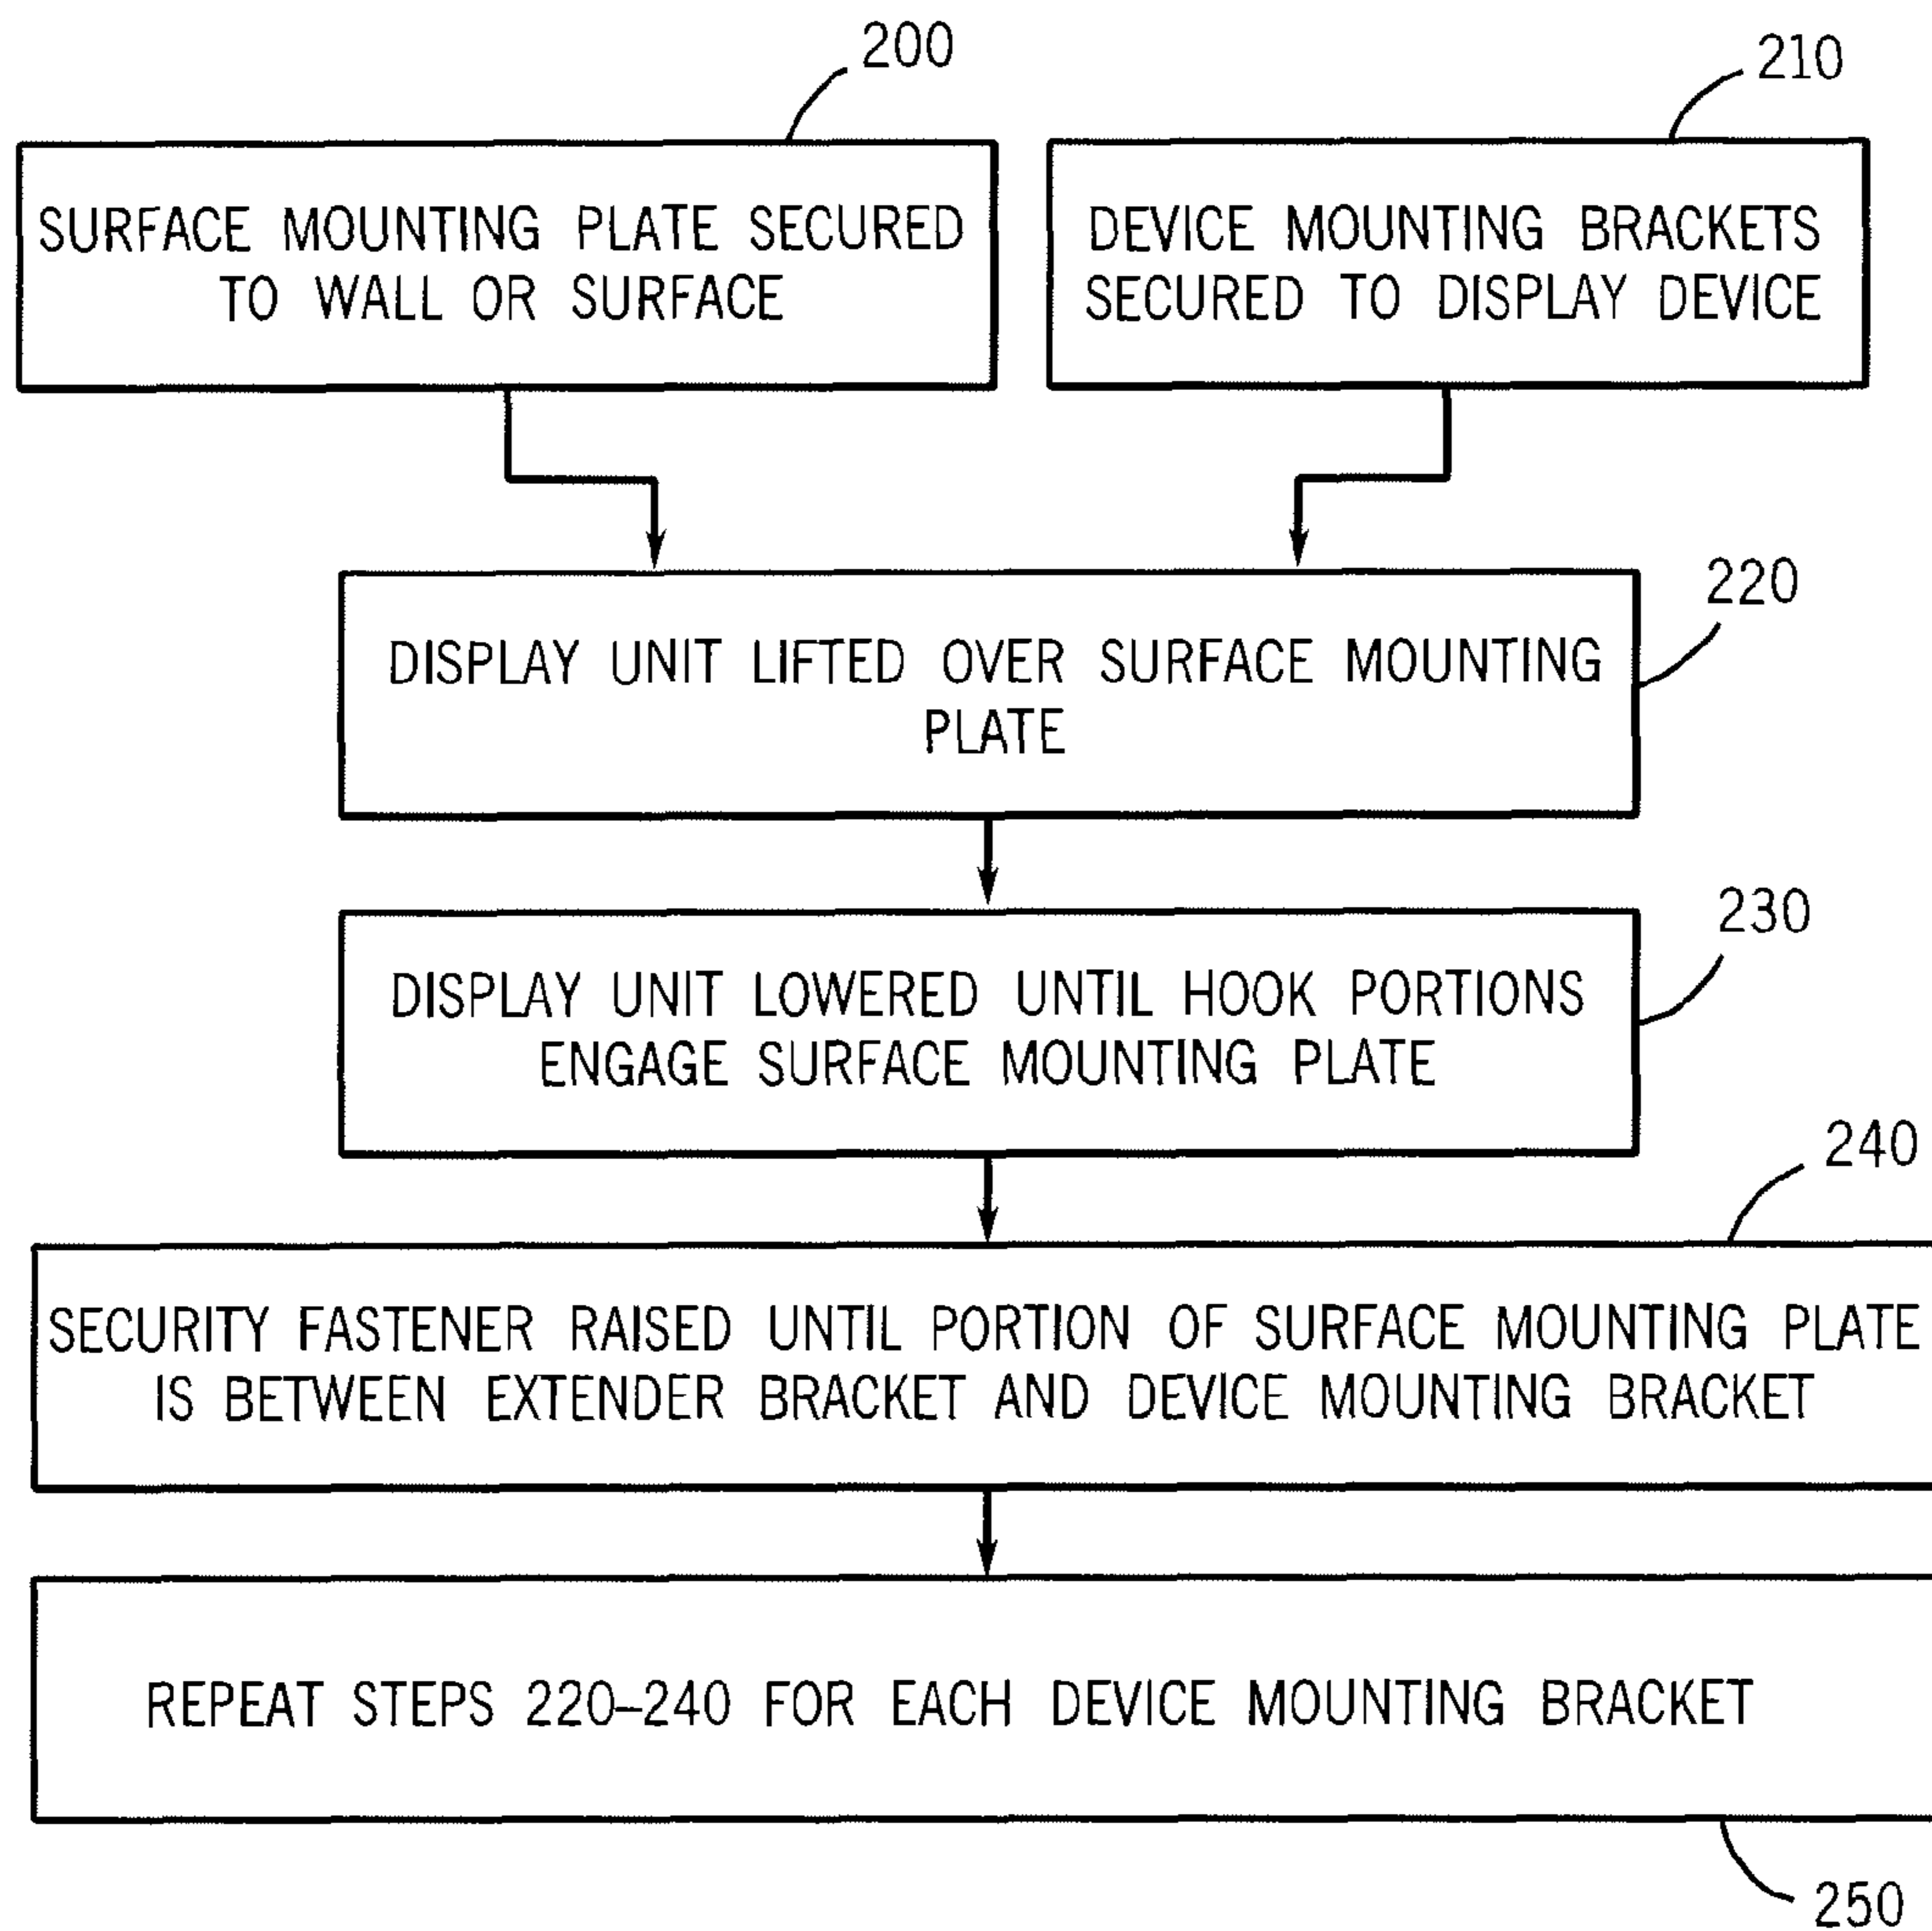 200
210
SURFACE MOUNTING PLATE SECURED
TO WALL OR SURFACE
DEVICE MOUNTING BRACKETS
SECURED TO DISPLAY DEVICE
220
DISPLAY UNIT LIFTED OVER SURFACE MOUNTING
PLATE
230
DISPLAY UNIT LOWERED UNTIL HOOK PORTIONS
ENGAGE SURFACE MOUNTING PLATE
240
SECURITY FASTENER RAISED UNTIL PORTION OF SURFACE MOUNTING PLATE
IS BETWEEN EXTENDER BRACKET AND DEVICE MOUNTING BRACKET
REPEAT STEPS 220–240 FOR EACH DEVICE MOUNTING BRACKET
250